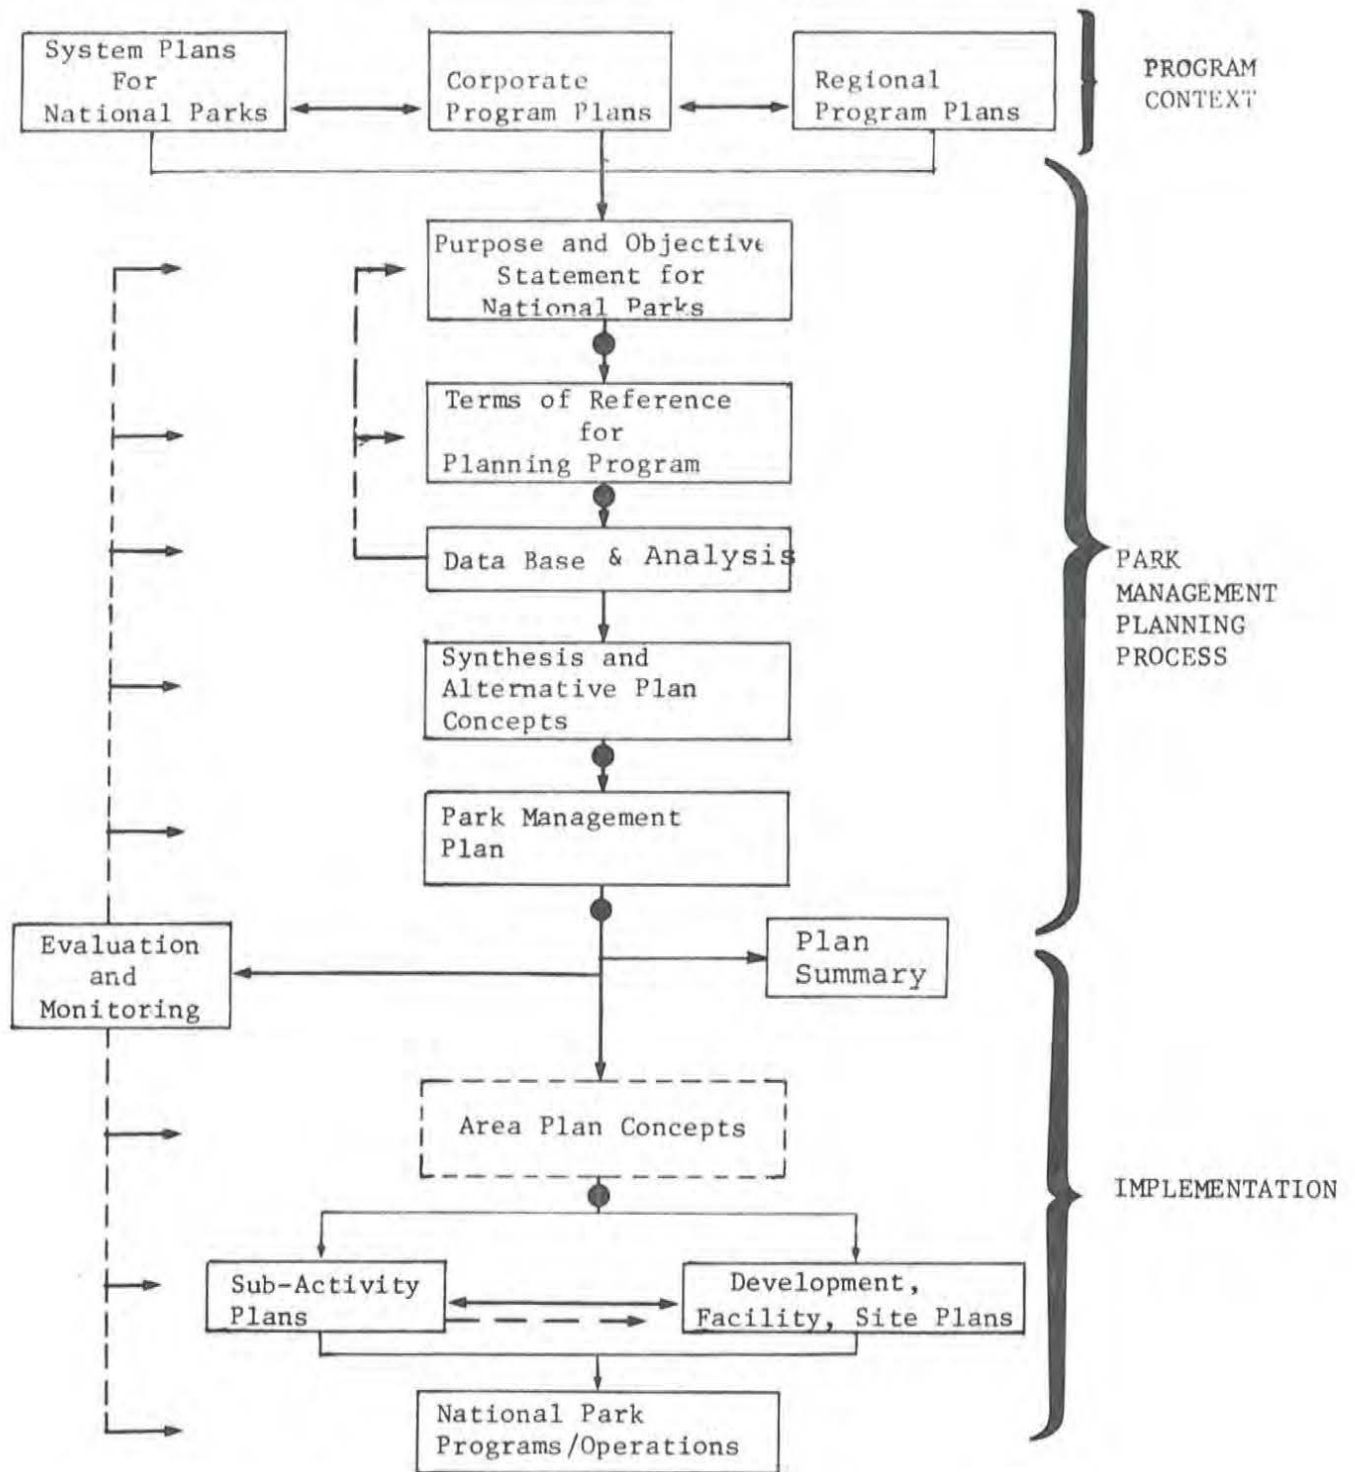 System Plans
For
National Parks
Corporate
Program Plans
Regional
Program Plans
PROGRAM
CONTEXT
Purpose and Objective
Statement for
National Parks
Terms of Reference
for
Planning Program
Data Base & Analysis
Synthesis and
Alternative Plan
Concepts
Park Management
Plan
PARK
MANAGEMENT
PLANNING
PROCESS
Evaluation
and
Monitoring
Plan
Summary
Area Plan Concepts
Sub-Activity
Plans
Development,
Facility, Site Plans
National Park
Programs/Operations
IMPLEMENTATION